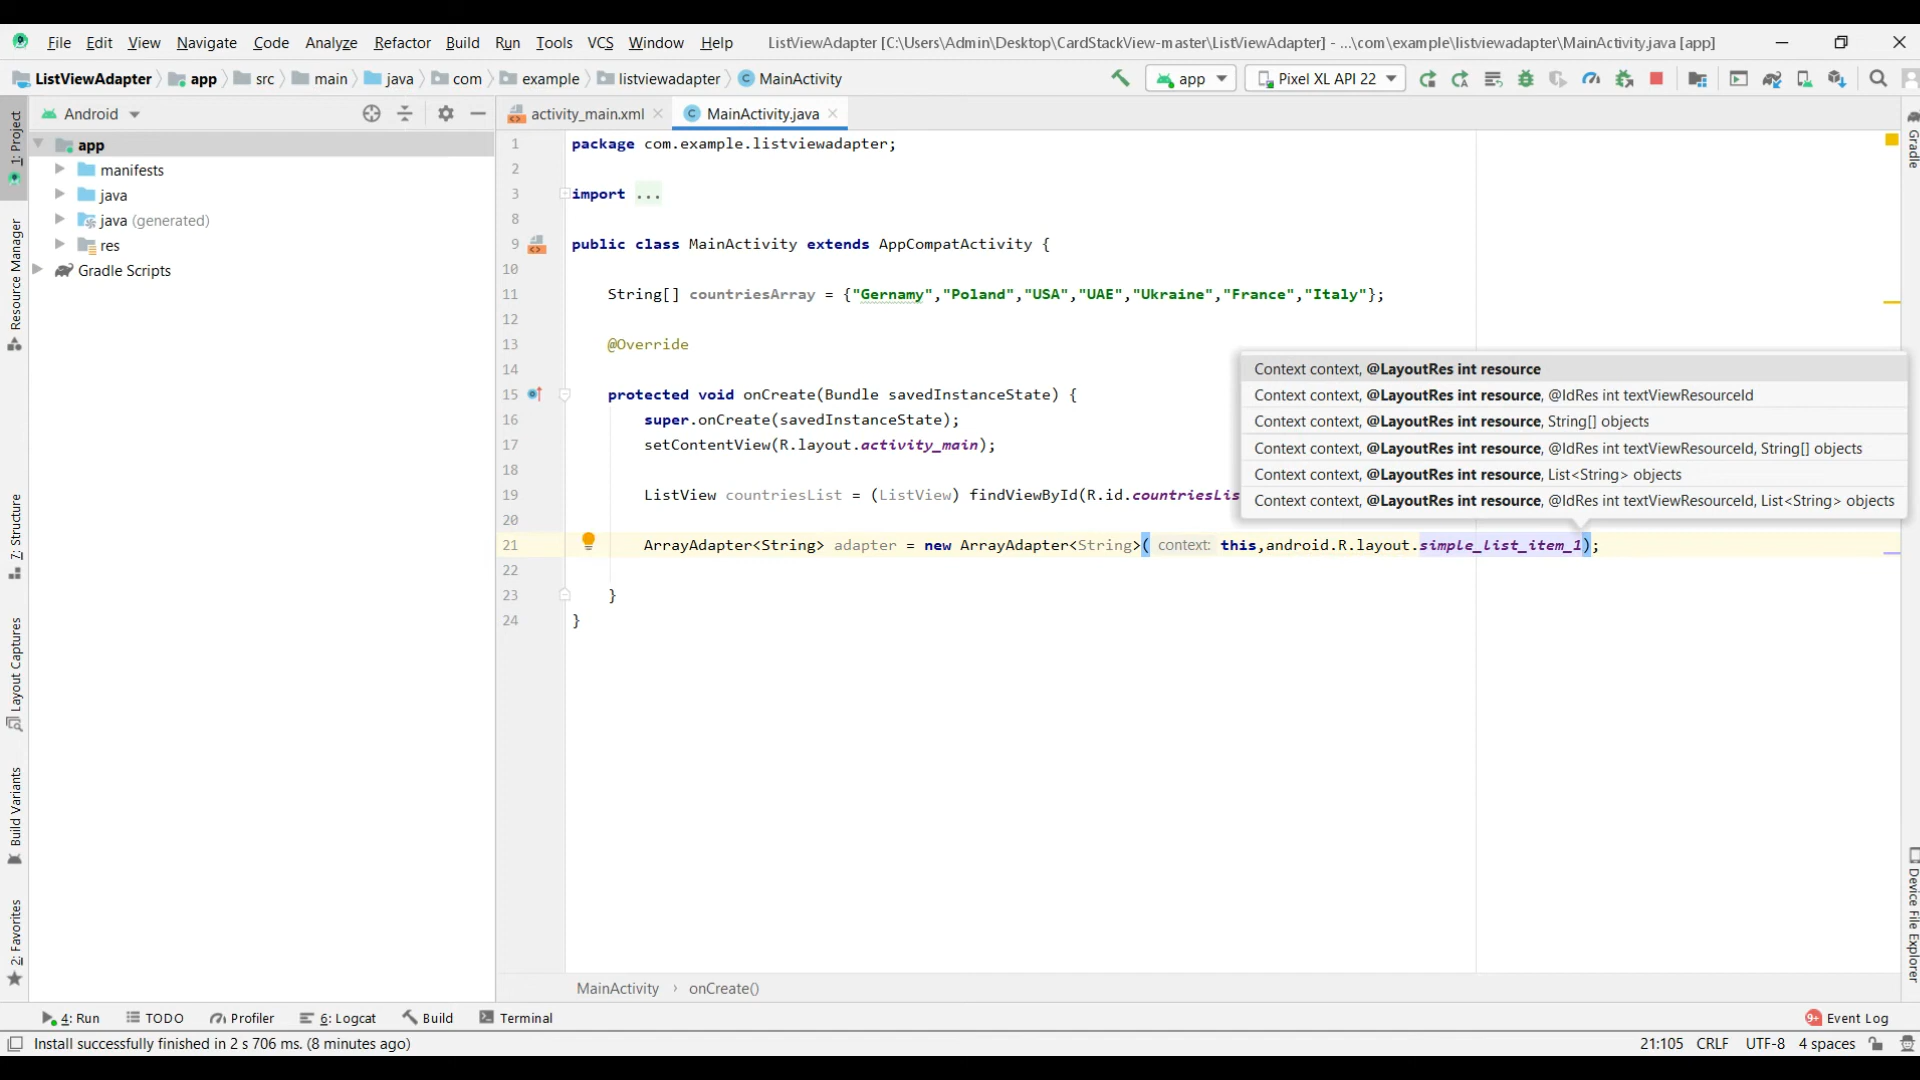 File Edit View Navigate Code Analyze Refactor Build Run Tools VCS Window Help ListViewAdapter [C:\Users\Admin\Desktop\CardStackView-master\ListViewAdapter] - ...\com\example\listviewadapter\MainActivity.java [app]
ListViewAdapter app src main java com example listviewadapter MainActivity app Pixel XL API 22
Android activity_main.xml MainActivity.java
1: Project
Resource Manager
7: Structure
Layout Captures
Build Variants
2: Favorites
app
manifests
java
java (generated)
res
Gradle Scripts
1 package com.example.listviewadapter;
2
3 import ...
8
9 public class MainActivity extends AppCompatActivity {
10
11 String[] countriesArray = {"Gernamy","Poland","USA","UAE","Ukraine","France","Italy"};
12
13 @Override
14
15 protected void onCreate(Bundle savedInstanceState) {
16 super.onCreate(savedInstanceState);
17 setContentView(R.layout.activity_main);
18
19 ListView countriesList = (ListView) findViewById(R.id.countriesLis
20
21 ArrayAdapter<String> adapter = new ArrayAdapter<String>( context: this,android.R.layout.simple_list_item_1);
22
23 }
24 }
Context context, @LayoutRes int resource
Context context, @LayoutRes int resource, @IdRes int textViewResourceId
Context context, @LayoutRes int resource, String[] objects
Context context, @LayoutRes int resource, @IdRes int textViewResourceId, String[] objects
Context context, @LayoutRes int resource, List<String> objects
Context context, @LayoutRes int resource, @IdRes int textViewResourceId, List<String> objects
Gradle
Device File Explorer
MainActivity › onCreate()
4: Run TODO Profiler 6: Logcat Build Terminal 9+ Event Log
Install successfully finished in 2 s 706 ms. (8 minutes ago) 21:105 CRLF UTF-8 4 spaces